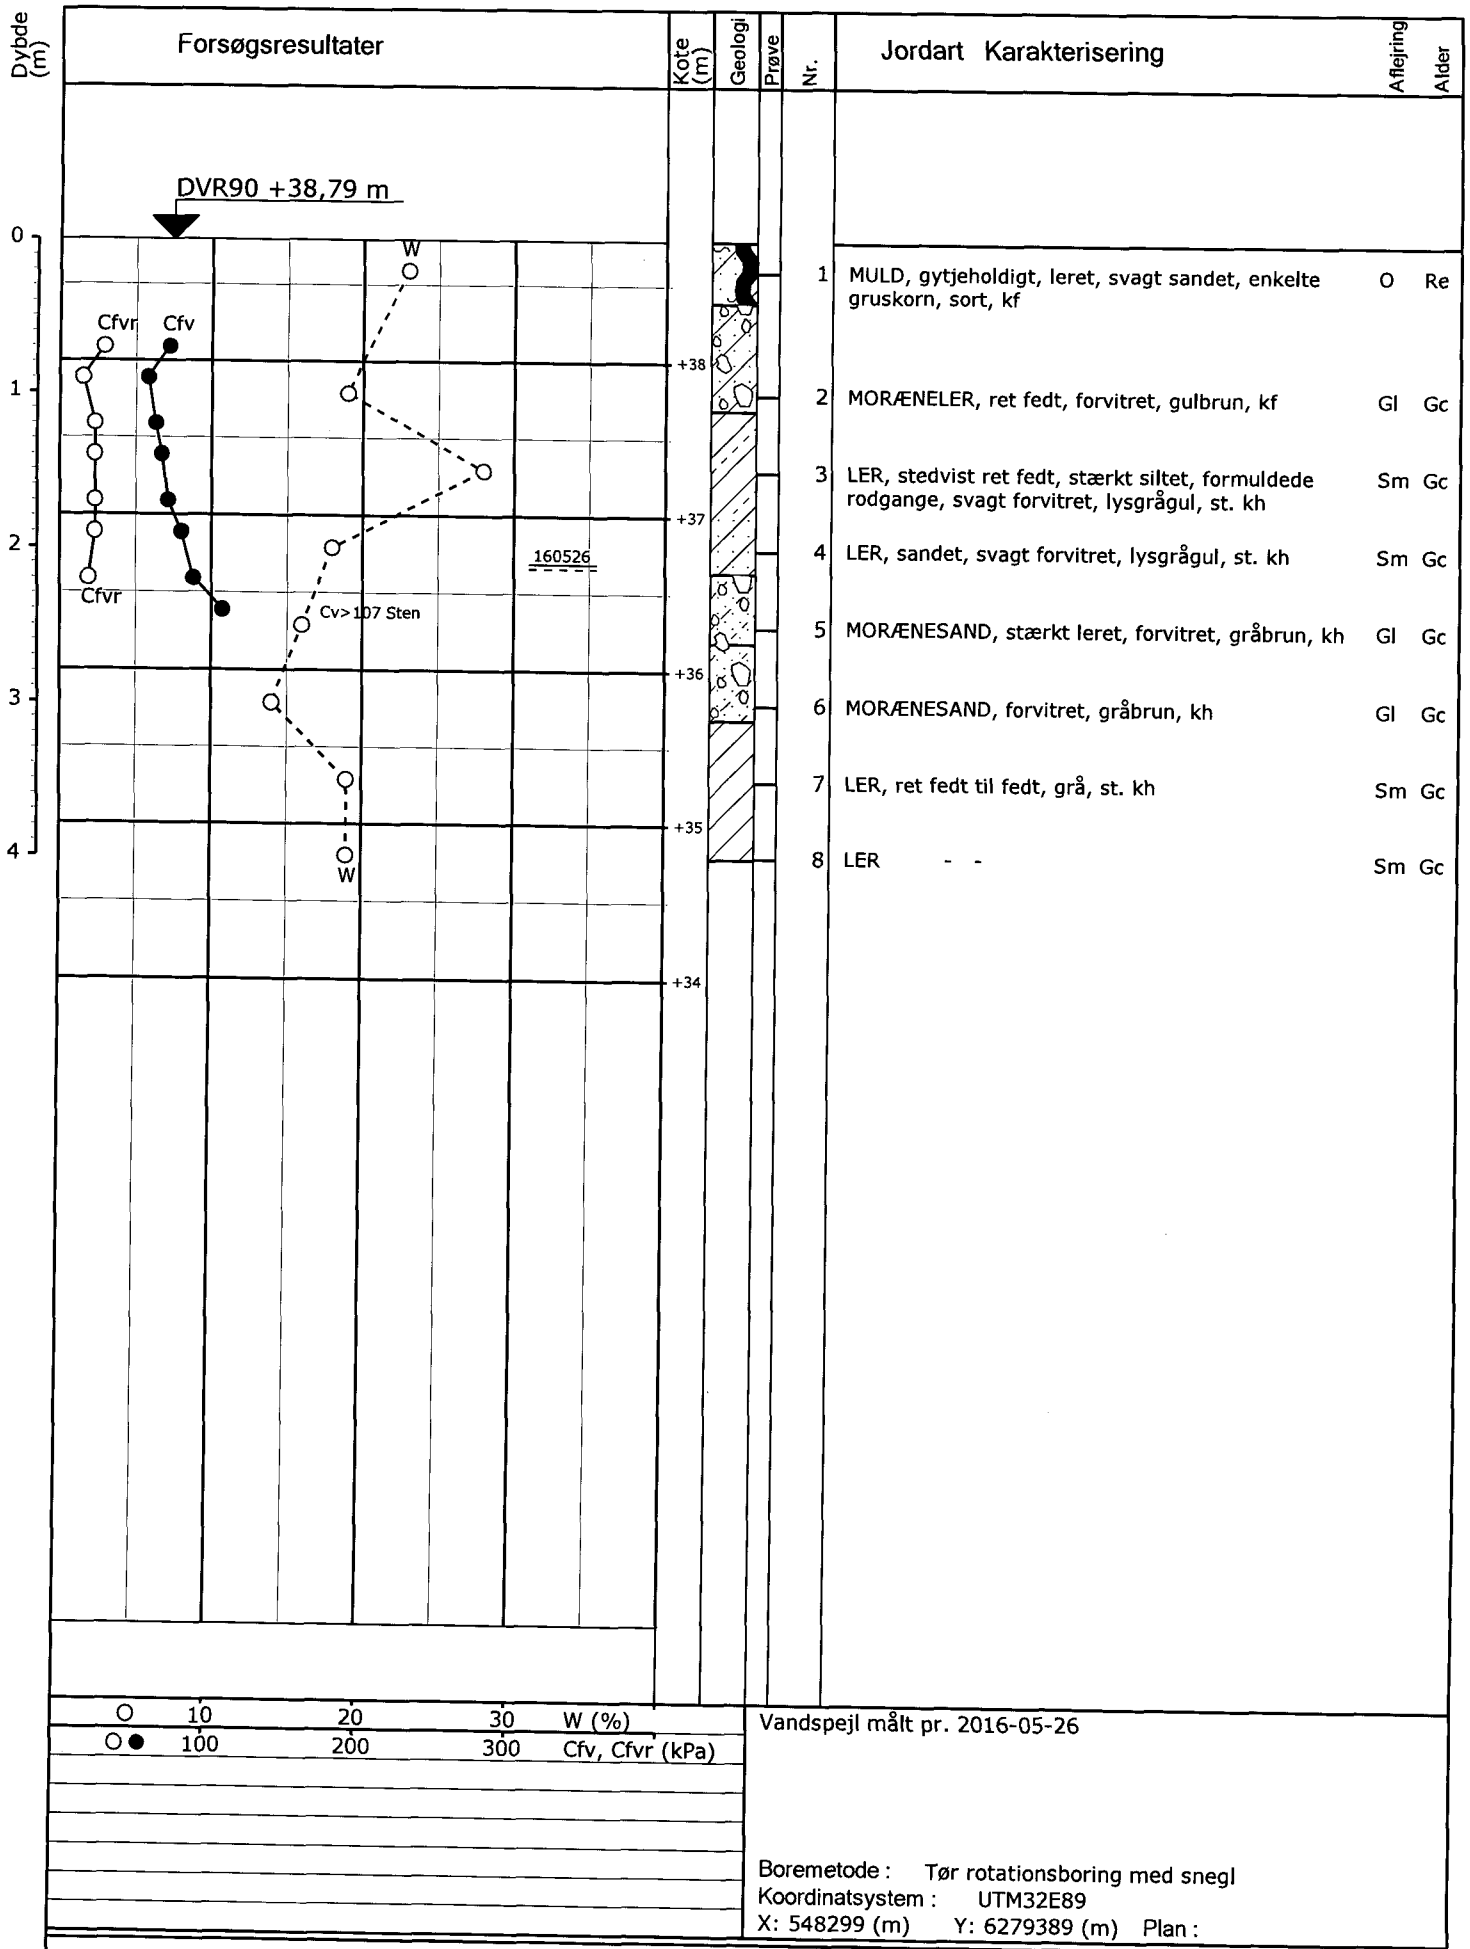 Dybde (m)
Forsøgsresultater
Kote (m)
Geologi
Prøve
Nr.
Jordart Karakterisering
Aflejring
Alder
DVR90 +38,79 m
0
W
1 MULD, gytjeholdigt, leret, svagt sandet, enkelte O Re
gruskorn, sort, kf
Cfvr Cfv
+38
1
2 MORÆNELER, ret fedt, forvitret, gulbrun, kf Gl Gc
3 LER, stedvist ret fedt, stærkt siltet, formuldede Sm Gc
rodgange, svagt forvitret, lysgrågul, st. kh
+37
2
160526
4 LER, sandet, svagt forvitret, lysgrågul, st. kh Sm Gc
Cfvr
Cv>107 Sten
5 MORÆNESAND, stærkt leret, forvitret, gråbrun, kh Gl Gc
+36
3
6 MORÆNESAND, forvitret, gråbrun, kh Gl Gc
7 LER, ret fedt til fedt, grå, st. kh Sm Gc
+35
4
W
8 LER - - Sm Gc
+34
10 20 30 W (%)
100 200 300 Cfv, Cfvr (kPa)
Vandspejl målt pr. 2016-05-26
Boremetode : Tør rotationsboring med snegl
Koordinatsystem : UTM32E89
X: 548299 (m) Y: 6279389 (m) Plan :